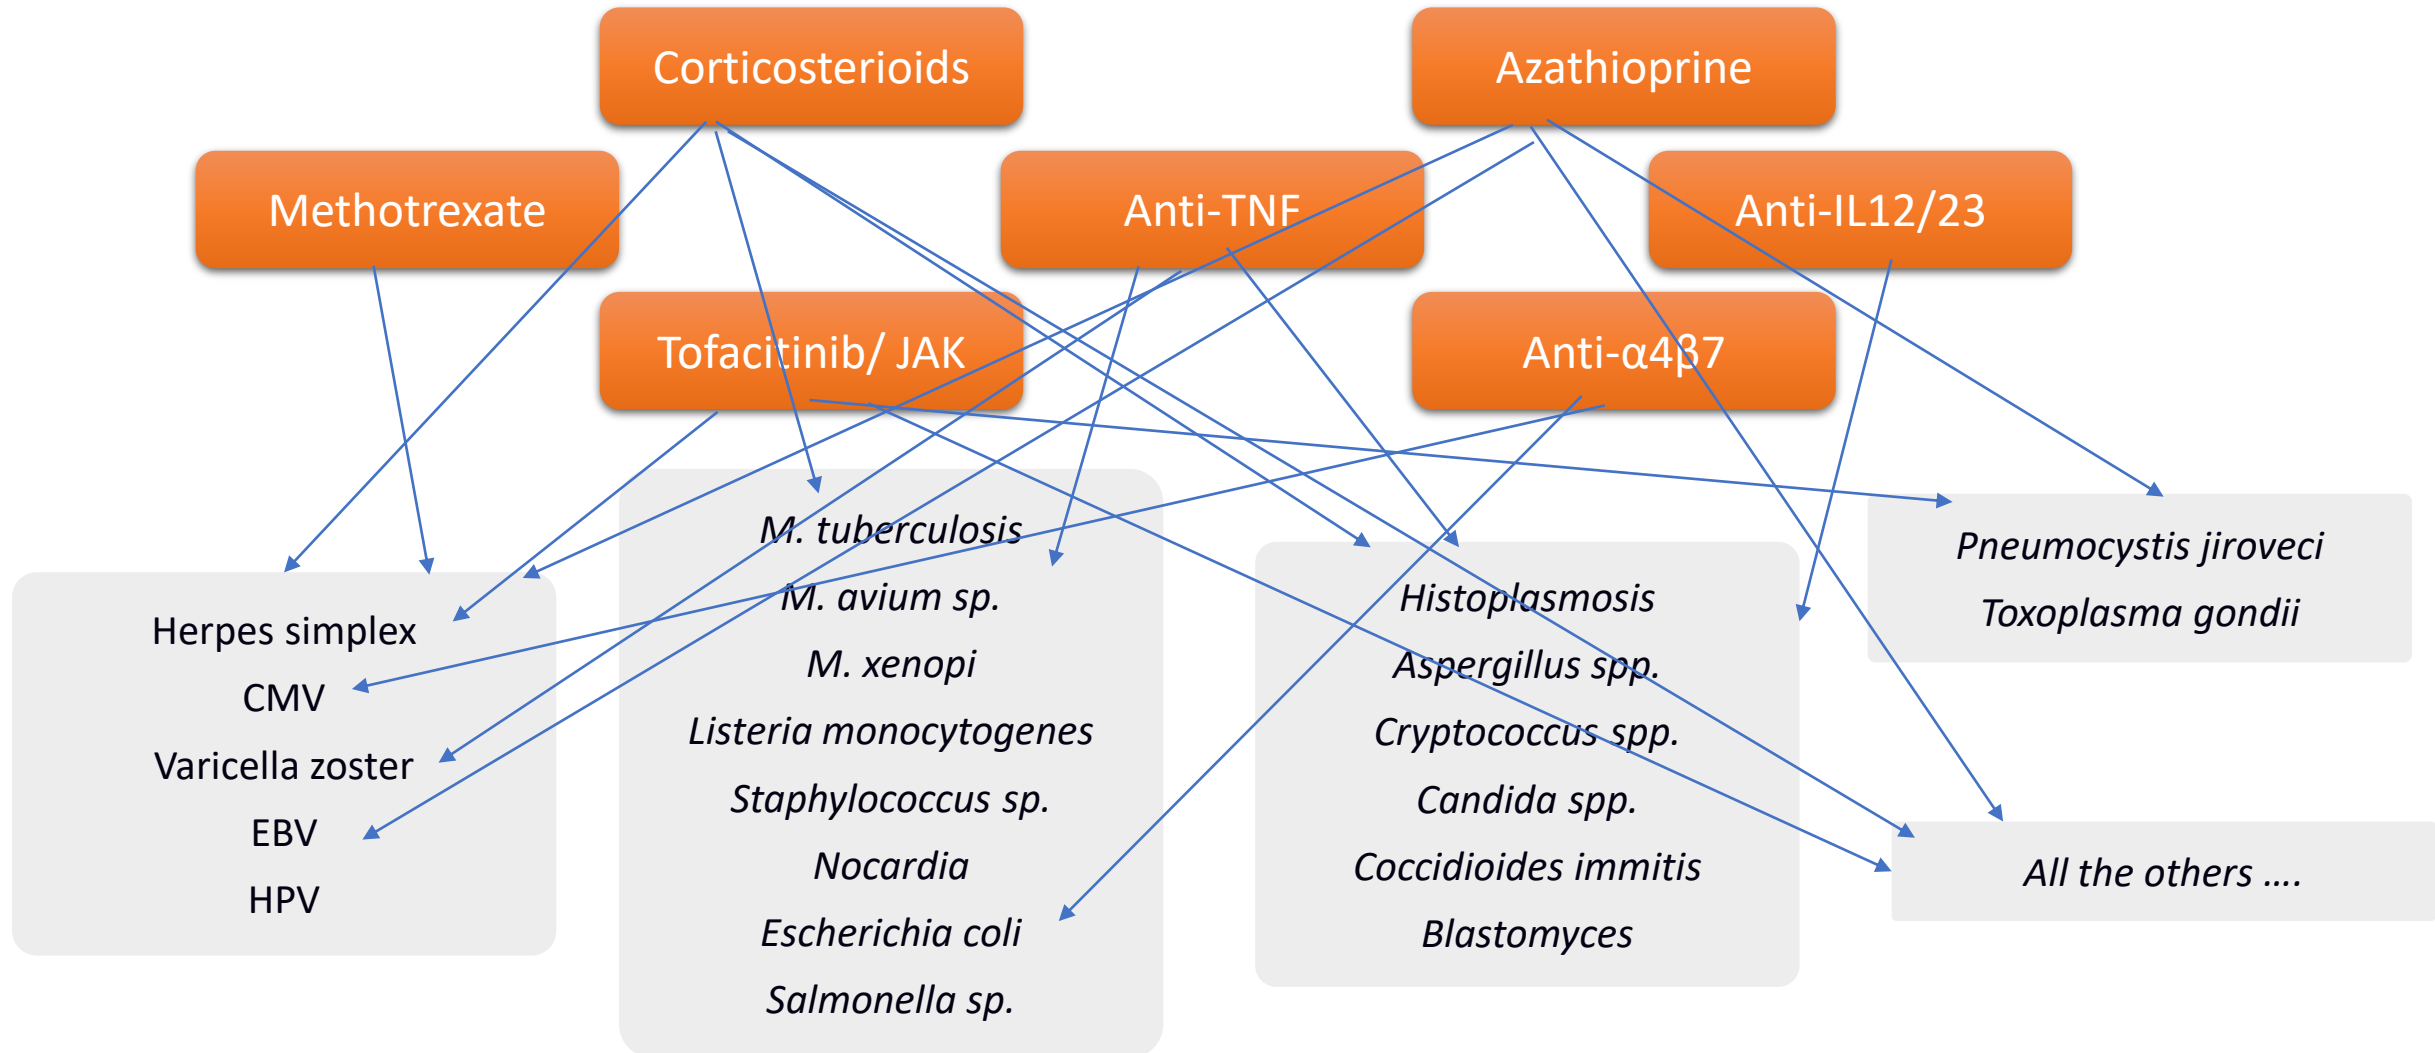 Corticosterioids
Azathioprine
Methotrexate
Anti-TNF
Anti-IL12/23
Tofacitinib/ JAK
Anti-α4β7
Herpes simplex
CMV
Varicella zoster
EBV
HPV
M. tuberculosis
M. avium sp.
M. xenopi
Listeria monocytogenes
Staphylococcus sp.
Nocardia
Escherichia coli
Salmonella sp.
Histoplasmosis
Aspergillus spp.
Cryptococcus spp.
Candida spp.
Coccidioides immitis
Blastomyces
Pneumocystis jiroveci
Toxoplasma gondii
All the others ....